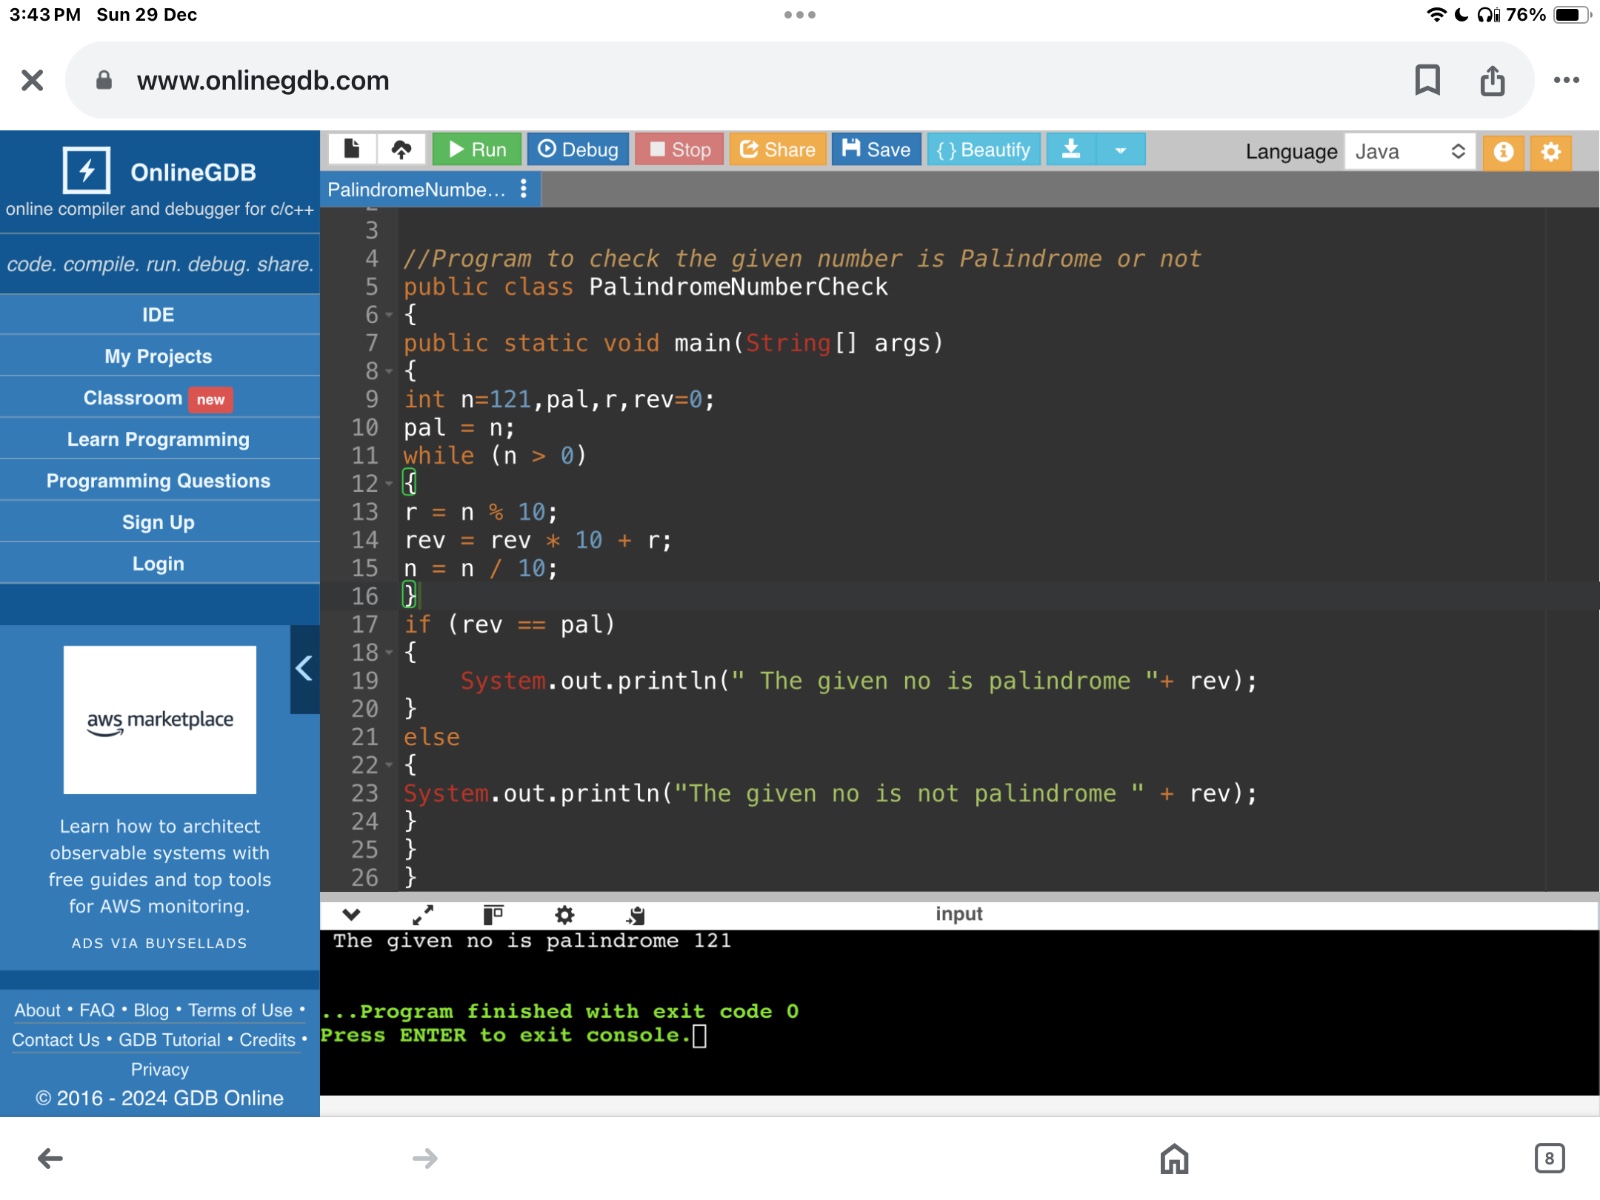 3:43 PM Sun 29 Dec
76%
www.onlinegdb.com
OnlineGDB
online compiler and debugger for c/c++
code. compile. run. debug. share.
IDE
My Projects
Classroom new
Learn Programming
Programming Questions
Sign Up
Login
aws marketplace
Learn how to architect
observable systems with
free guides and top tools
for AWS monitoring.
ADS VIA BUYSELLADS
About • FAQ • Blog • Terms of Use •
Contact Us • GDB Tutorial • Credits •
Privacy
© 2016 - 2024 GDB Online
Run Debug Stop Share Save { } Beautify Language Java
PalindromeNumbe...
3
4 //Program to check the given number is Palindrome or not
5 public class PalindromeNumberCheck
6 {
7 public static void main(String[] args)
8 {
9 int n=121,pal,r,rev=0;
10 pal = n;
11 while (n > 0)
12 {
13 r = n % 10;
14 rev = rev * 10 + r;
15 n = n / 10;
16 }
17 if (rev == pal)
18 {
19     System.out.println(" The given no is palindrome "+ rev);
20 }
21 else
22 {
23 System.out.println("The given no is not palindrome " + rev);
24 }
25 }
26 }
input
The given no is palindrome 121
...Program finished with exit code 0
Press ENTER to exit console.
8